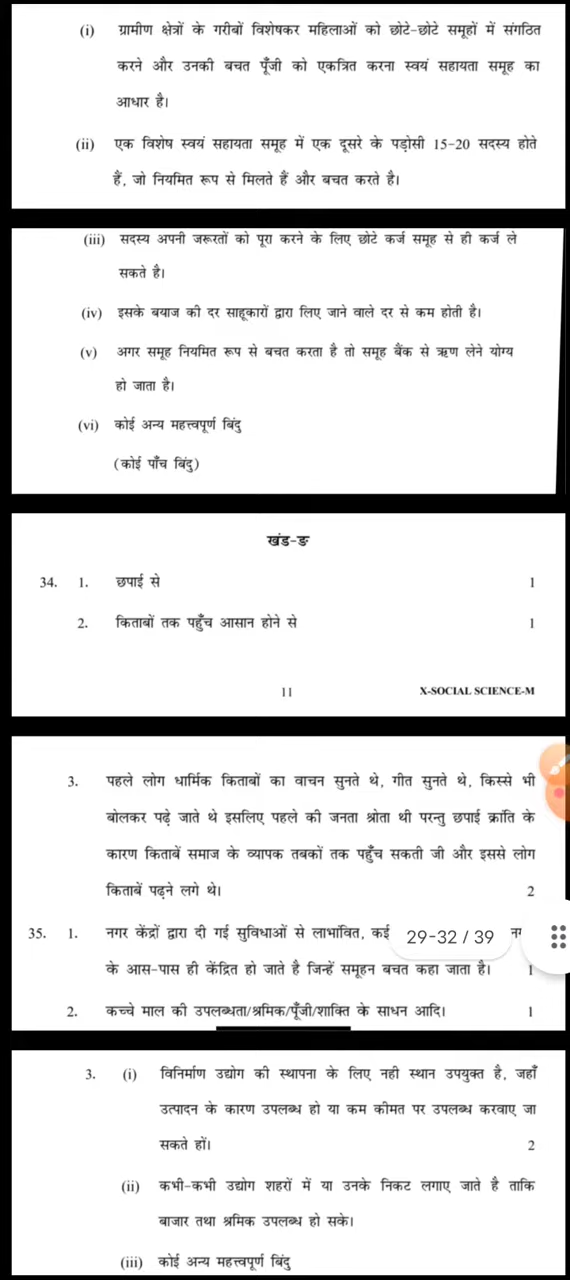 (i) ग्रामीण क्षेत्रों के गरीबों विशेषकर महिलाओं को छोटे-छोटे समूहों में संगठित
करने और उनकी बचत पूँजी को एकत्रित करना स्वयं सहायता समूह का
आधार है।
(ii) एक विशेष स्वयं सहायता समूह में एक दूसरे के पड़ोसी 15-20 सदस्य होते
हैं, जो नियमित रूप से मिलते हैं और बचत करते है।
(iii) सदस्य अपनी जरूरतों को पूरा करने के लिए छोटे कर्ज समूह से ही कर्ज ले
सकते है।
(iv) इसके बयाज की दर साहूकारों द्वारा लिए जाने वाले दर से कम होती है।
(v) अगर समूह नियमित रूप से बचत करता है तो समूह बैंक से ऋण लेने योग्य
हो जाता है।
(vi) कोई अन्य महत्त्वपूर्ण बिंदु
(कोई पाँच बिंदु)
खंड-ङ
34. 1. छपाई से 1
2. किताबों तक पहुँच आसान होने से 1
11 X-SOCIAL SCIENCE-M
3. पहले लोग धार्मिक किताबों का वाचन सुनते थे, गीत सुनते थे, किस्से भी
बोलकर पढ़े जाते थे इसलिए पहले की जनता श्रोता थी परन्तु छपाई क्रांति के
कारण किताबें समाज के व्यापक तबकों तक पहुँच सकती जी और इससे लोग
किताबें पढ़ने लगे थे। 2
35. 1. नगर केंद्रों द्वारा दी गई सुविधाओं से लाभांवित, कई
29-32 / 39
के आस-पास ही केंद्रित हो जाते है जिन्हें समूहन बचत कहा जाता है। 1
2. कच्चे माल की उपलब्धता/श्रमिक/पूँजी/शाक्ति के साधन आदि। 1
3. (i) विनिर्माण उद्योग की स्थापना के लिए नही स्थान उपयुक्त है, जहाँ
उत्पादन के कारण उपलब्ध हो या कम कीमत पर उपलब्ध करवाए जा
सकते हों। 2
(ii) कभी-कभी उद्योग शहरों में या उनके निकट लगाए जाते है ताकि
बाजार तथा श्रमिक उपलब्ध हो सके।
(iii) कोई अन्य महत्त्वपूर्ण बिंदु